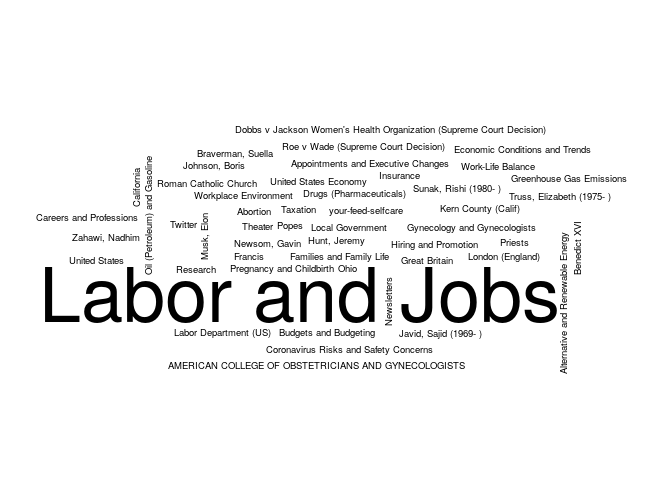 Dobbs v Jackson Women's Health Organization (Supreme Court Decision)
Roe v Wade (Supreme Court Decision)
Economic Conditions and Trends
Braverman, Suella
Johnson, Boris
Appointments and Executive Changes
Work-Life Balance
Insurance
Greenhouse Gas Emissions
Roman Catholic Church
United States Economy
Sunak, Rishi (1980- )
Workplace Environment
Drugs (Pharmaceuticals)
Truss, Elizabeth (1975- )
California
Oil (Petroleum) and Gasoline
Careers and Professions
Abortion
Taxation
your-feed-selfcare
Kern County (Calif)
Twitter
Musk, Elon
Theater
Popes
Local Government
Gynecology and Gynecologists
Zahawi, Nadhim
Newsom, Gavin
Hunt, Jeremy
Hiring and Promotion
Priests
Benedict XVI
United States
Francis
Families and Family Life
Great Britain
London (England)
Research
Pregnancy and Childbirth
Ohio
Labor and Jobs
Newsletters
Alternative and Renewable Energy
Labor Department (US)
Budgets and Budgeting
Javid, Sajid (1969- )
Coronavirus Risks and Safety Concerns
AMERICAN COLLEGE OF OBSTETRICIANS AND GYNECOLOGISTS